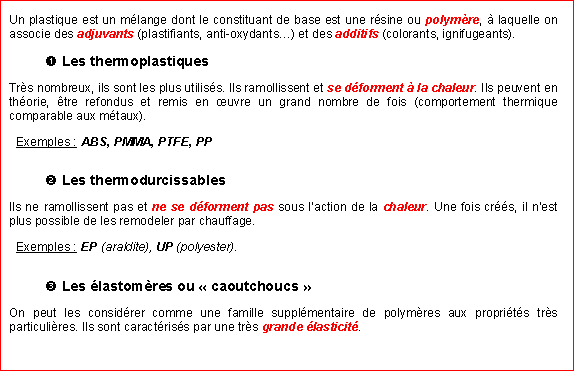 Un plastique est un mélange dont le constituant de base est une résine ou polymère, à laquelle on
associe des adjuvants (plastifiants, anti-oxydants…) et des additifs (colorants, ignifugeants).
❶ Les thermoplastiques
Très nombreux, ils sont les plus utilisés. Ils ramollissent et se déforment à la chaleur. Ils peuvent en
théorie, être refondus et remis en œuvre un grand nombre de fois (comportement thermique
comparable aux métaux).
Exemples : ABS, PMMA, PTFE, PP
❷ Les thermodurcissables
Ils ne ramollissent pas et ne se déforment pas sous l'action de la chaleur. Une fois créés, il n'est
plus possible de les remodeler par chauffage.
Exemples : EP (araldite), UP (polyester).
❸ Les élastomères ou « caoutchoucs »
On peut les considérer comme une famille supplémentaire de polymères aux propriétés très
particulières. Ils sont caractérisés par une très grande élasticité.